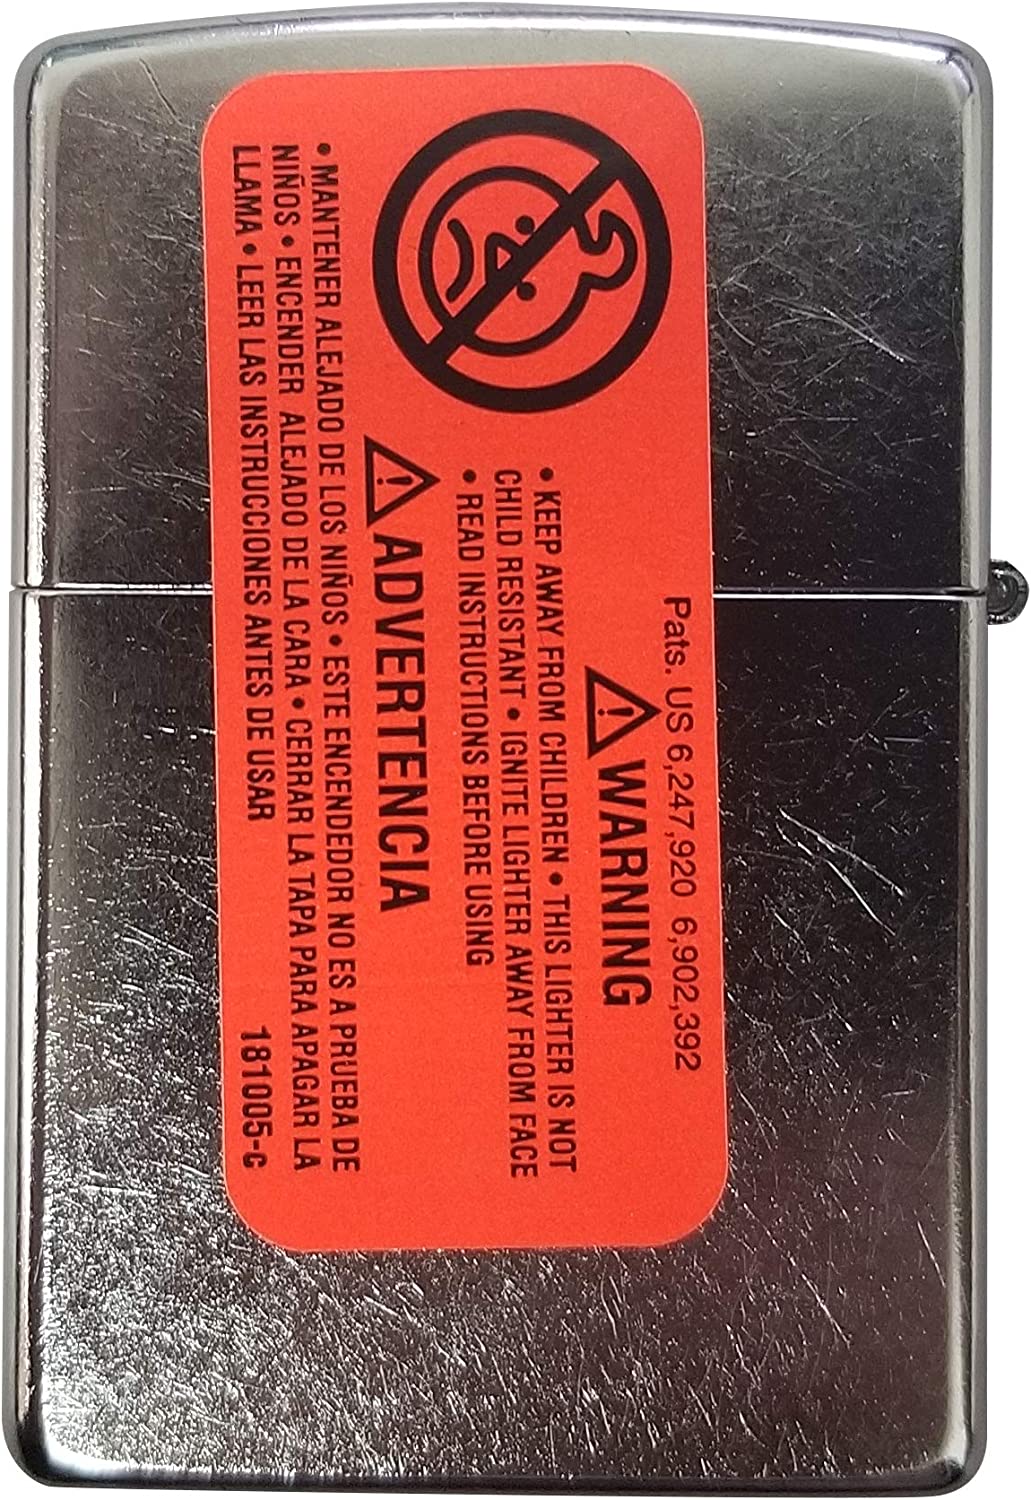 Pats. US 6,247,920 6,902,392
⚠ WARNING
• KEEP AWAY FROM CHILDREN • THIS LIGHTER IS NOT
CHILD RESISTANT • IGNITE LIGHTER AWAY FROM FACE
• READ INSTRUCTIONS BEFORE USING
⚠ ADVERTENCIA
• MANTENER ALEJADO DE LOS NIÑOS • ESTE ENCENDEDOR NO ES A PRUEBA DE
NIÑOS • ENCENDER ALEJADO DE LA CARA • CERRAR LA TAPA PARA APAGAR LA
LLAMA • LEER LAS INSTRUCCIONES ANTES DE USAR
181005-c